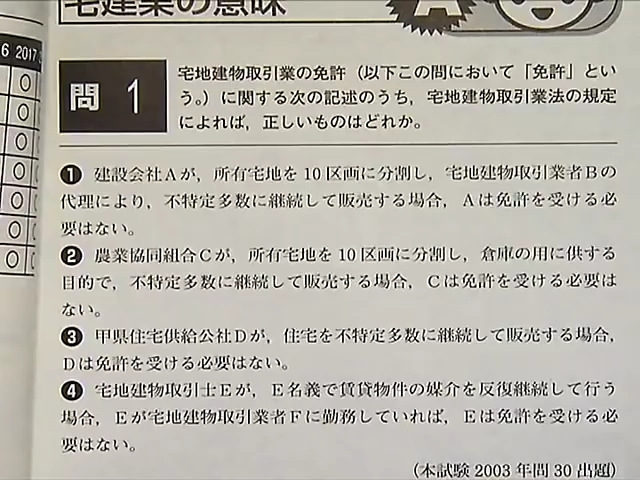 宅建業の意味
6 2017
問 1
宅地建物取引業の免許（以下この問において「免許」とい
う。）に関する次の記述のうち，宅地建物取引業法の規定
によれば，正しいものはどれか。
❶ 建設会社Ａが，所有宅地を10区画に分割し，宅地建物取引業者Ｂの
代理により，不特定多数に継続して販売する場合，Ａは免許を受ける必
要はない。
❷ 農業協同組合Ｃが，所有宅地を10区画に分割し，倉庫の用に供する
目的で，不特定多数に継続して販売する場合，Ｃは免許を受ける必要は
ない。
❸ 甲県住宅供給公社Ｄが，住宅を不特定多数に継続して販売する場合，
Ｄは免許を受ける必要はない。
❹ 宅地建物取引士Ｅが，Ｅ名義で賃貸物件の媒介を反復継続して行う
場合，Ｅが宅地建物取引業者Ｆに勤務していれば，Ｅは免許を受ける必
要はない。
（本試験 2003 年問 30 出題）